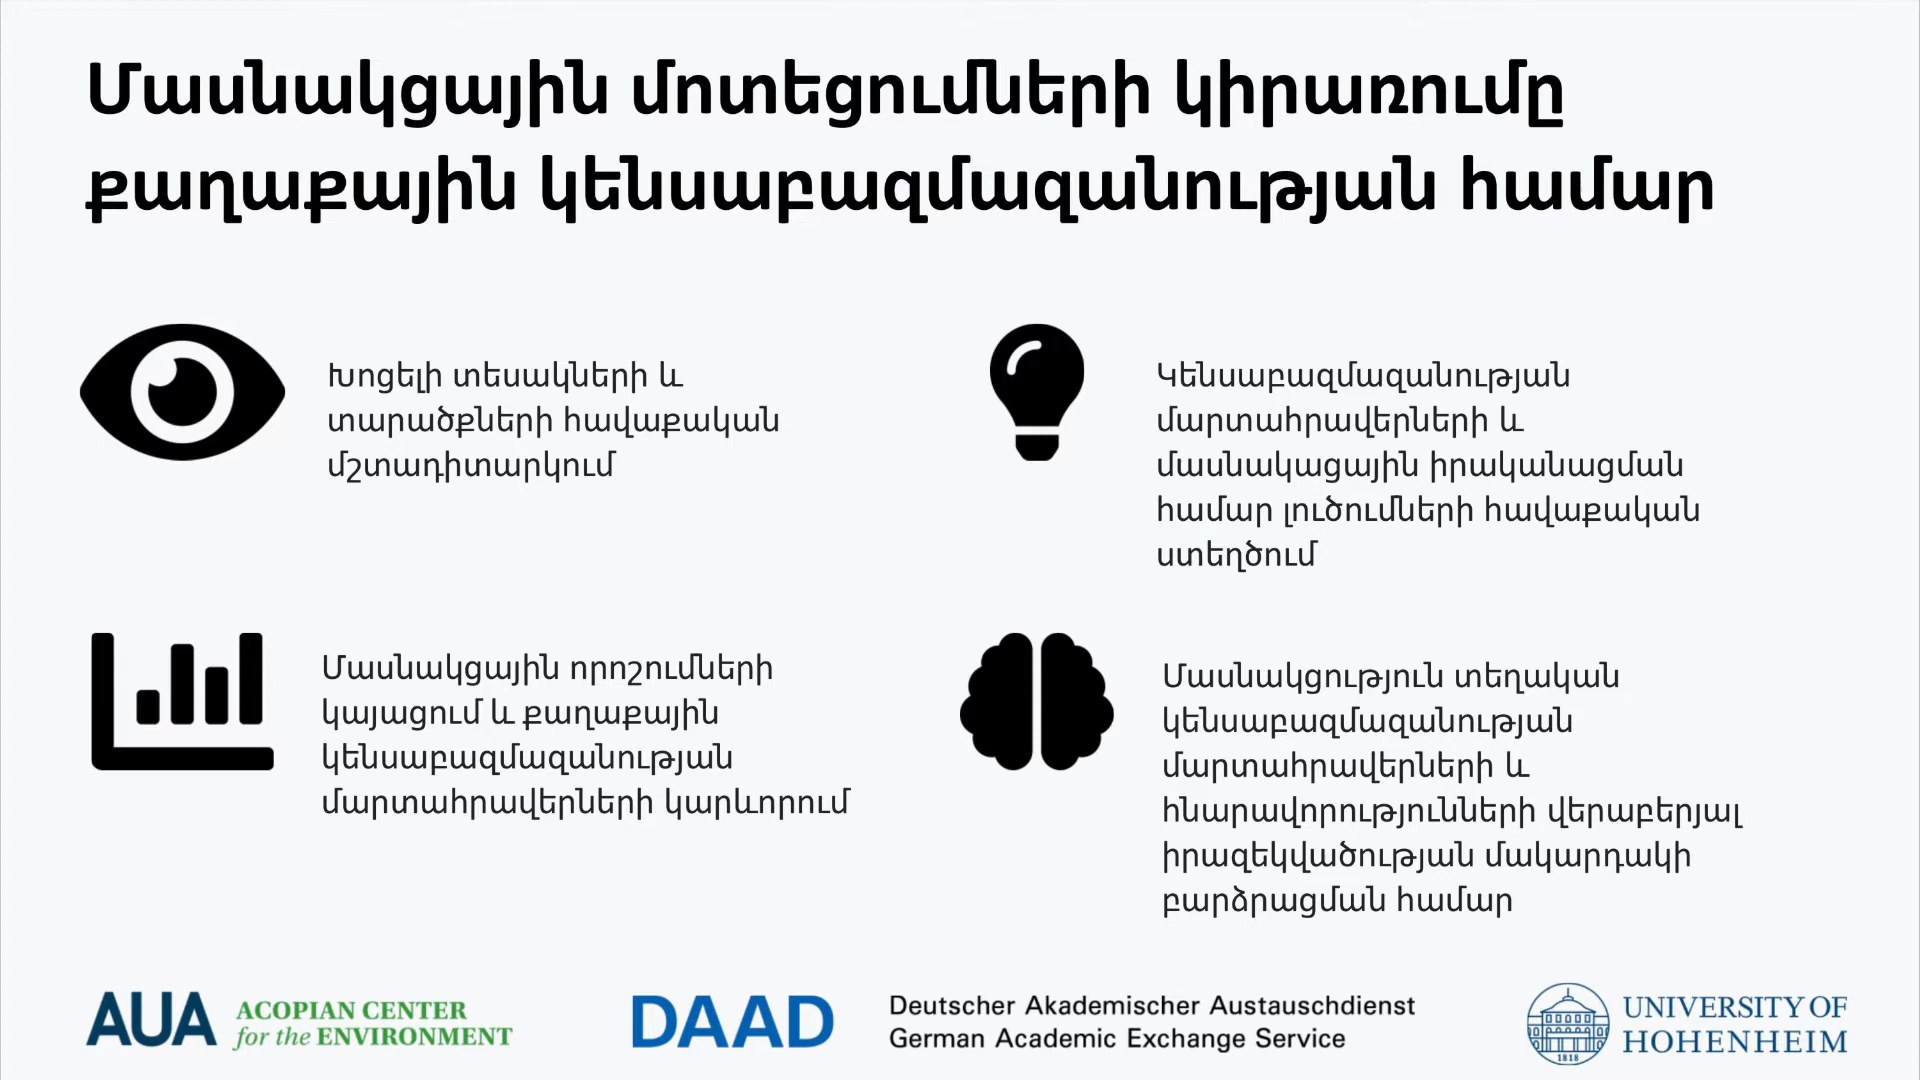 Մասնակցային մոտեցումների կիրառումը
քաղաքային կենսաբազմազանության համար
Խոցելի տեսակների և
տարածքների հավաքական
մշտադիտարկում
Կենսաբազմազանության
մարտահրավերների և
մասնակացային իրականացման
համար լուծումների հավաքական
ստեղծում
Մասնակցային որոշումների
կայացում և քաղաքային
կենսաբազմազանության
մարտահրավերների կարևորում
Մասնակցություն տեղական
կենսաբազմազանության
մարտահրավերների և
հնարավորությունների վերաբերյալ
իրազեկվածության մակարդակի
բարձրացման համար
AUA
ACOPIAN CENTER
for the ENVIRONMENT
DAAD
Deutscher Akademischer Austauschdienst
German Academic Exchange Service
1818
UNIVERSITY OF
HOHENHEIM